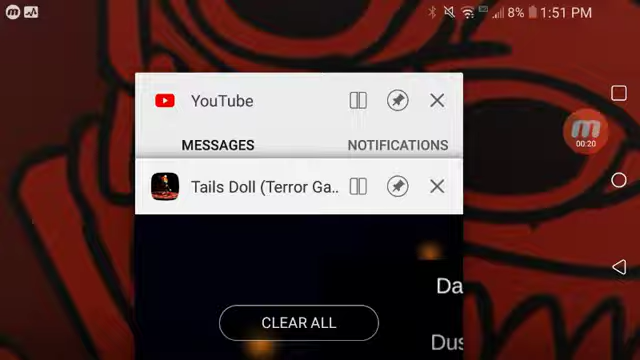 8% 1:51 PM
YouTube
MESSAGES NOTIFICATIONS
00:20
Tails Doll (Terror Ga..
Da
CLEAR ALL
Dus